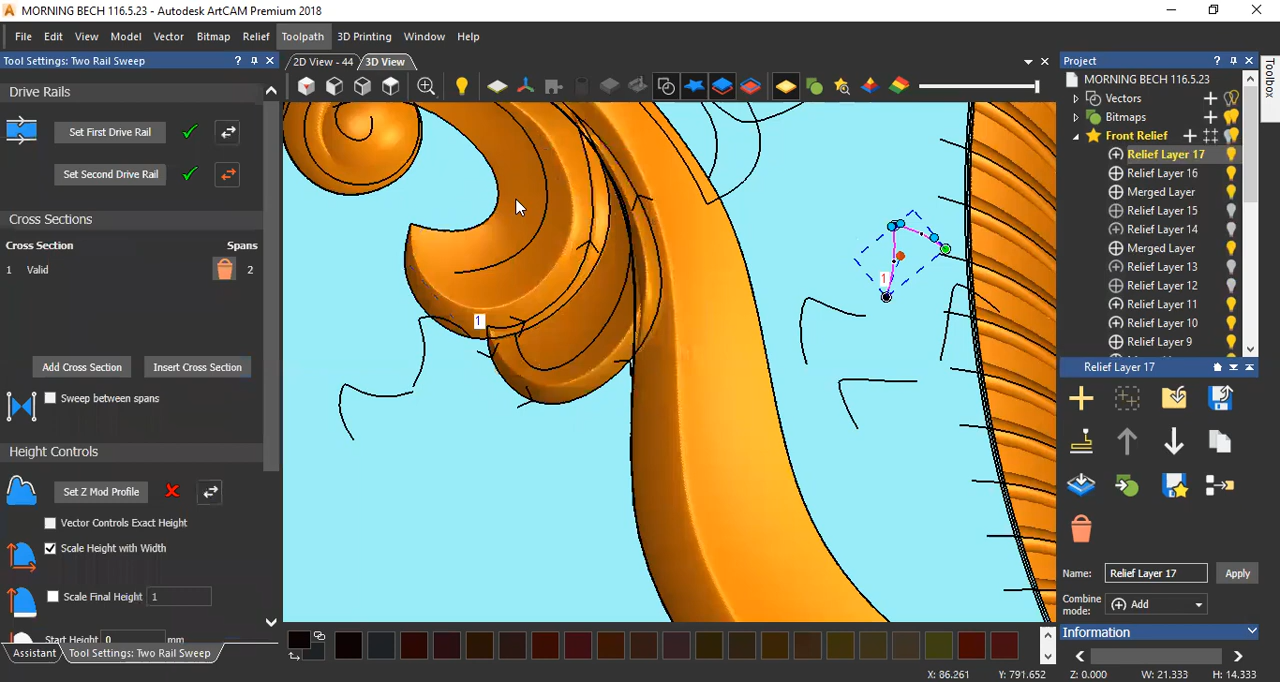 MORNING BECH 116.5.23 - Autodesk ArtCAM Premium 2018
File Edit View Model Vector Bitmap Relief Toolpath 3D Printing Window Help
Tool Settings: Two Rail Sweep ?
2D View - 44 3D View
Project ?
Toolbox
Drive Rails
Set First Drive Rail
Set Second Drive Rail
Cross Sections
Cross Section Spans
1 Valid 2
Add Cross Section Insert Cross Section
Sweep between spans
Height Controls
Set Z Mod Profile
Vector Controls Exact Height
Scale Height with Width
Scale Final Height 1
Start Height 0 mm
Assistant Tool Settings: Two Rail Sweep
1
1
MORNING BECH 116.5.23
Vectors
Bitmaps
Front Relief
Relief Layer 17
Relief Layer 16
Merged Layer
Relief Layer 15
Relief Layer 14
Merged Layer
Relief Layer 13
Relief Layer 12
Relief Layer 11
Relief Layer 10
Relief Layer 9
Relief Layer 17
Name: Relief Layer 17 Apply
Combine mode: Add
Information
X: 86.261 Y: 791.652 Z: 0.000 W: 21.333 H: 14.333